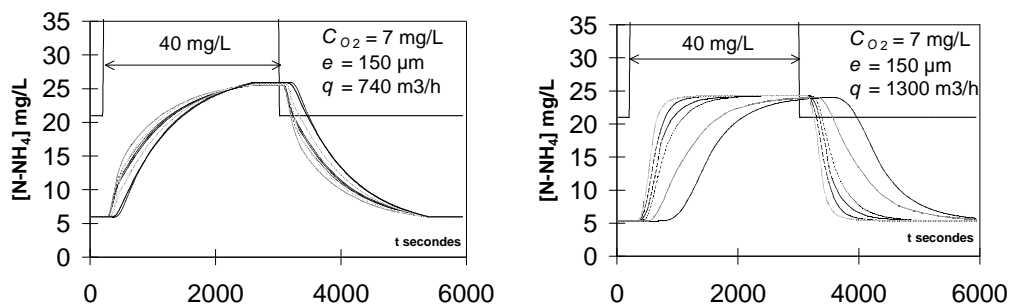 35
30
25
20
15
10
5
0
[N-NH4] mg/L
40 mg/L
C O2 = 7 mg/L
e = 150 µm
q = 740 m3/h
t secondes
0 2000 4000 6000
35
30
25
20
15
10
5
0
[N-NH4] mg/L
40 mg/L
C O2 = 7 mg/L
e = 150 µm
q = 1300 m3/h
t secondes
0 2000 4000 6000